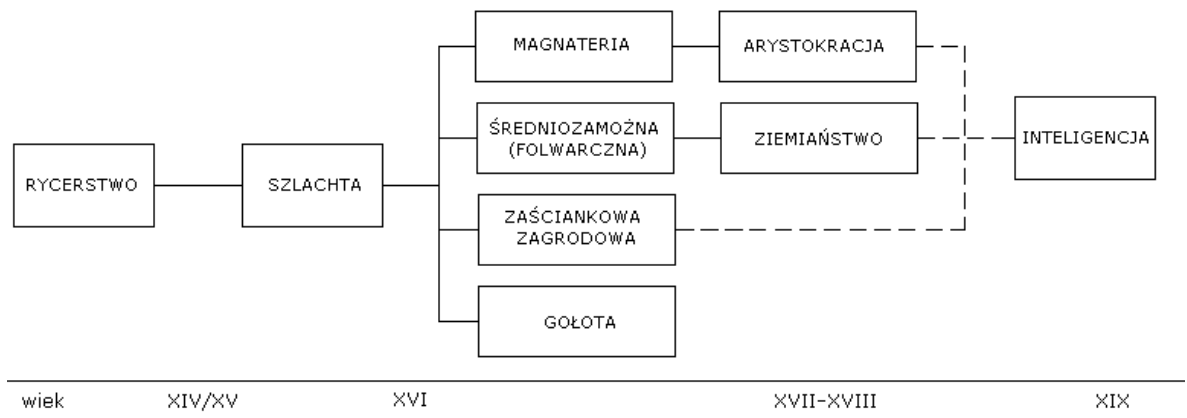 MAGNATERIA
ARYSTOKRACJA
ŚREDNIOZAMOŻNA
(FOLWARCZNA)
ZIEMIAŃSTWO
INTELIGENCJA
RYCERSTWO
SZLACHTA
ZAŚCIANKOWA
ZAGRODOWA
GOŁOTA
wiek XIV/XV XVI XVII-XVIII XIX